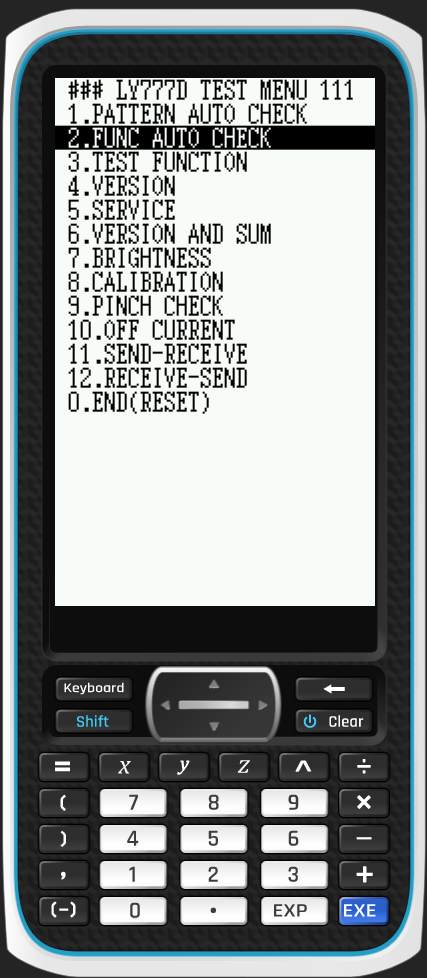 ### LY777D TEST MENU 111
1.PATTERN AUTO CHECK
2.FUNC AUTO CHECK
3.TEST FUNCTION
4.VERSION
5.SERVICE
6.VERSION AND SUM
7.BRIGHTNESS
8.CALIBRATION
9.PINCH CHECK
10.OFF CURRENT
11.SEND-RECEIVE
12.RECEIVE-SEND
0.END(RESET)
Keyboard
Shift Clear
= x y z ^ ÷
( 7 8 9 ×
) 4 5 6 −
, 1 2 3 +
(−) 0 . EXP EXE